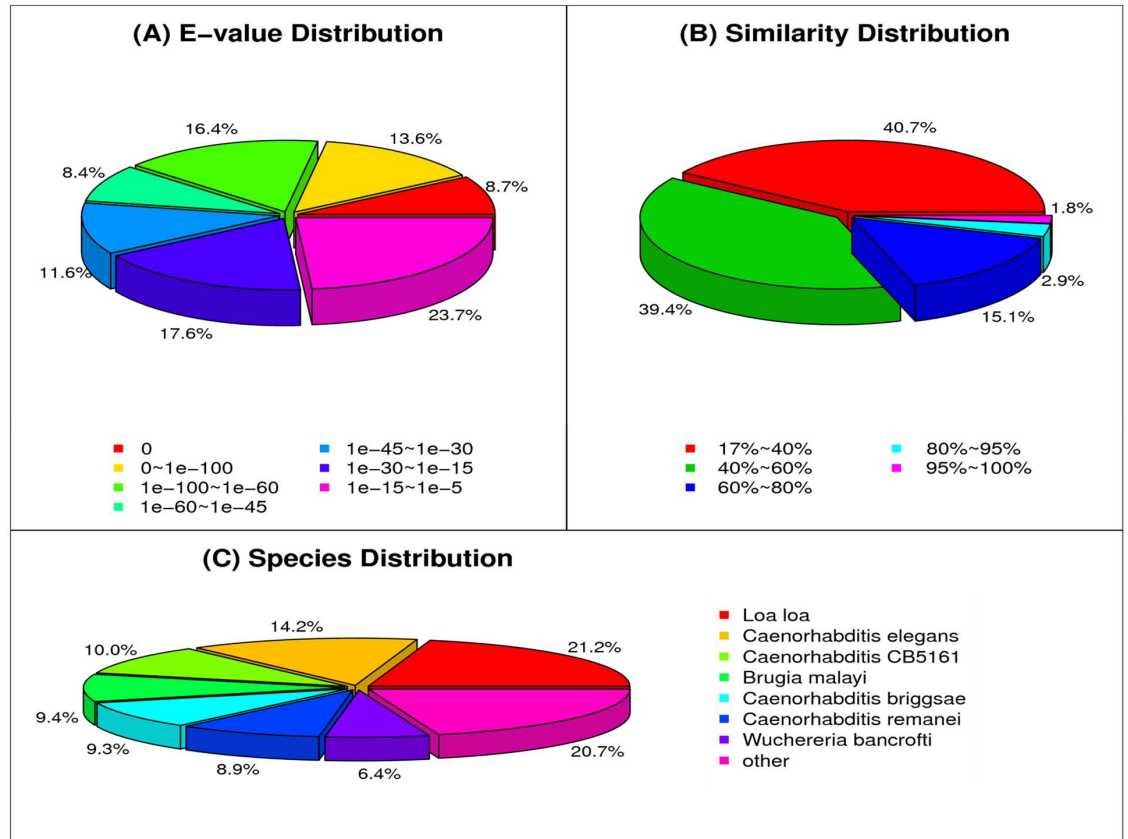 (A) E−value Distribution
16.4%
13.6%
8.4%
8.7%
11.6%
17.6%
23.7%
0
0~1e−100
1e−100~1e−60
1e−60~1e−45
1e−45~1e−30
1e−30~1e−15
1e−15~1e−5
(B) Similarity Distribution
40.7%
1.8%
2.9%
39.4%
15.1%
17%~40%
40%~60%
60%~80%
80%~95%
95%~100%
(C) Species Distribution
14.2%
21.2%
10.0%
9.4%
9.3%
8.9%
6.4%
20.7%
Loa loa
Caenorhabditis elegans
Caenorhabditis CB5161
Brugia malayi
Caenorhabditis briggsae
Caenorhabditis remanei
Wuchereria bancrofti
other